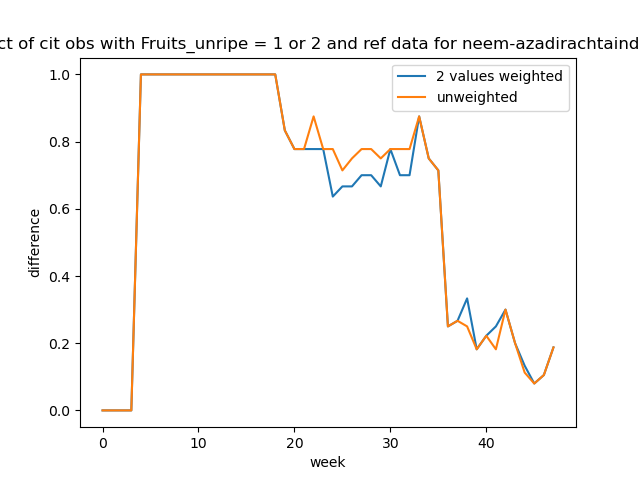 ct of cit obs with Fruits_unripe = 1 or 2 and ref data for neem-azadirachtaind
2 values weighted
unweighted
1.0
0.8
0.6
0.4
0.2
0.0
difference
0
10
20
30
40
week